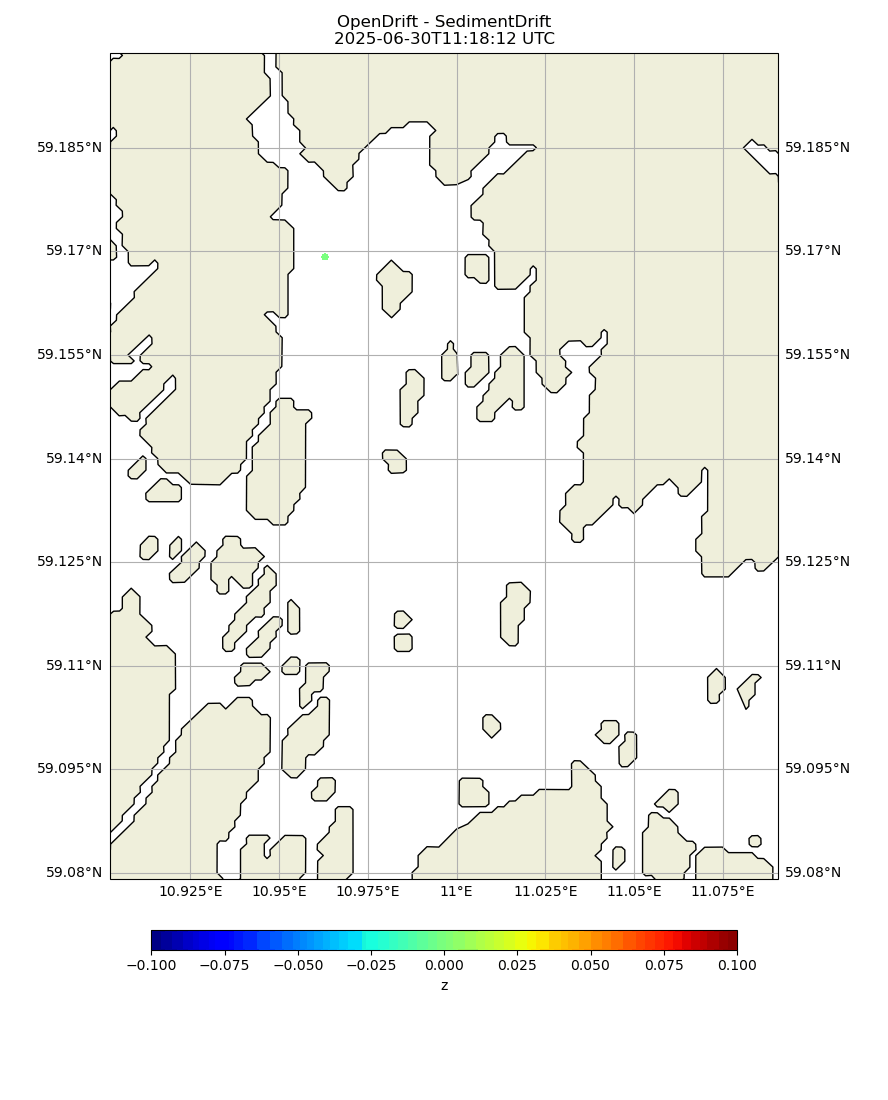 OpenDrift - SedimentDrift
2025-06-30T11:18:12 UTC
59.185°N 59.185°N
59.17°N 59.17°N
59.155°N 59.155°N
59.14°N 59.14°N
59.125°N 59.125°N
59.11°N 59.11°N
59.095°N 59.095°N
59.08°N 59.08°N
10.925°E 10.95°E 10.975°E 11°E 11.025°E 11.05°E 11.075°E
−0.100 −0.075 −0.050 −0.025 0.000 0.025 0.050 0.075 0.100
z